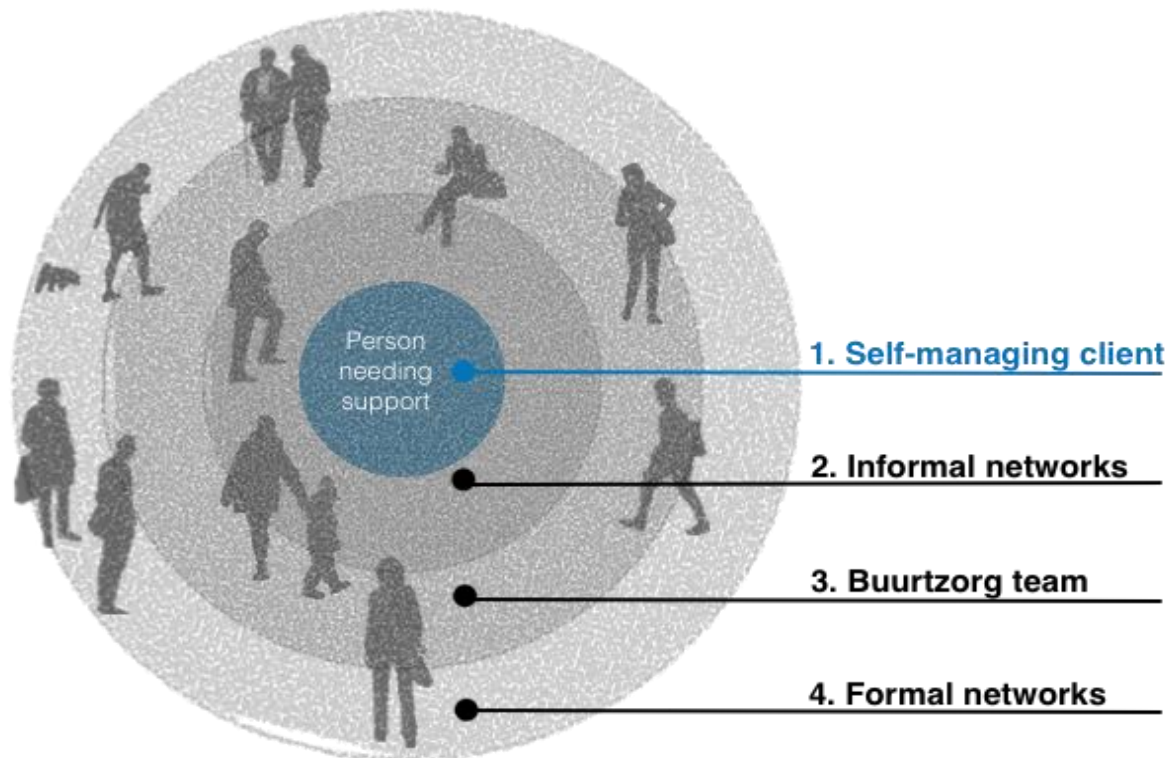 Person
needing
support
1. Self-managing client
2. Informal networks
3. Buurtzorg team
4. Formal networks